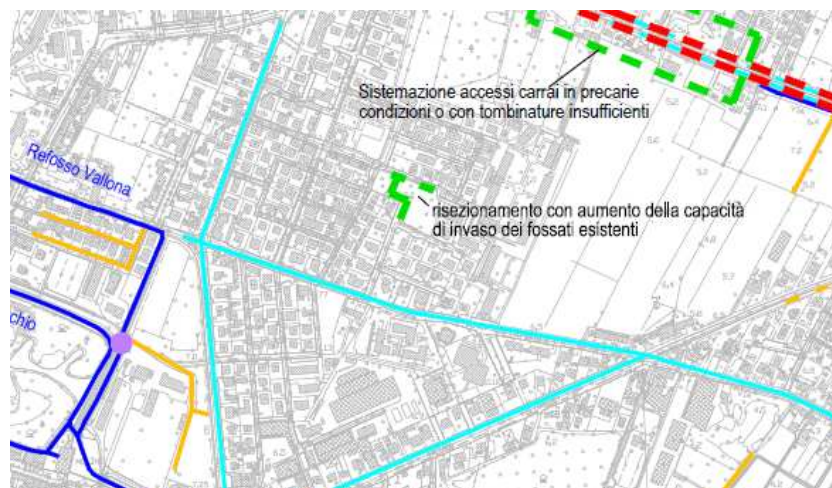 Sistemazione accessi carrai in precarie
condizioni o con tombinature insufficienti
Refosso Vallona
risezionamento con aumento della capacità
di invaso dei fossati esistenti
chio